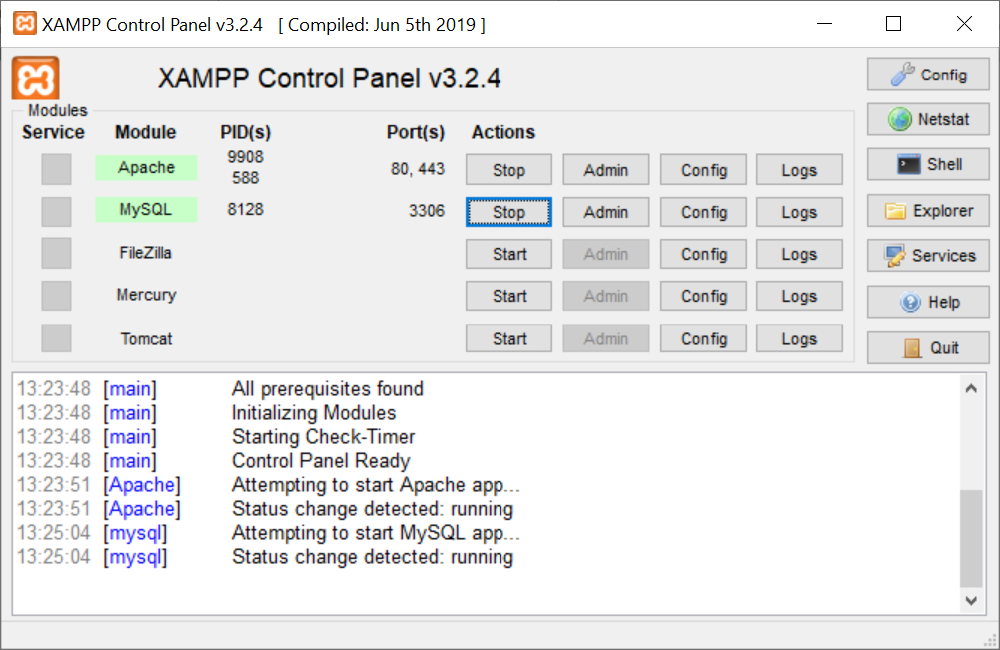 XAMPP Control Panel v3.2.4 [ Compiled: Jun 5th 2019 ]
XAMPP Control Panel v3.2.4
Config
Modules
Netstat
Service Module PID(s) Port(s) Actions
Apache 9908 588 80, 443 Stop Admin Config Logs
Shell
MySQL 8128 3306 Stop Admin Config Logs
Explorer
FileZilla Start Admin Config Logs
Services
Mercury Start Admin Config Logs
Help
Tomcat Start Admin Config Logs
Quit
13:23:48 [main] All prerequisites found
13:23:48 [main] Initializing Modules
13:23:48 [main] Starting Check-Timer
13:23:48 [main] Control Panel Ready
13:23:51 [Apache] Attempting to start Apache app...
13:23:51 [Apache] Status change detected: running
13:25:04 [mysql] Attempting to start MySQL app...
13:25:04 [mysql] Status change detected: running